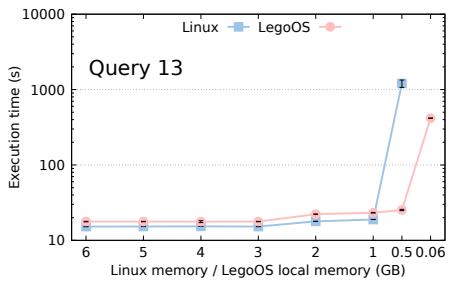 Linux LegoOS
Query 13
Execution time (s)
10000
1000
100
10
6 5 4 3 2 1 0.5 0.06
Linux memory / LegoOS local memory (GB)